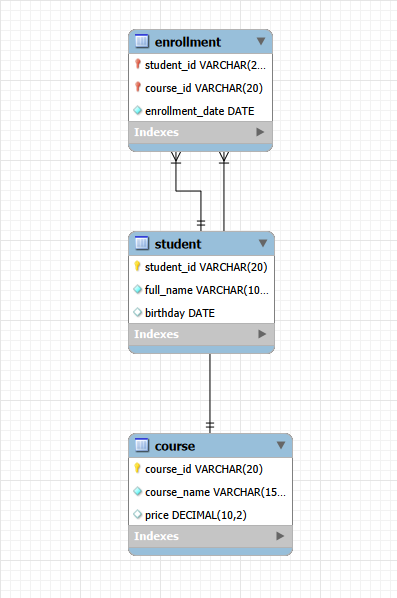 enrollment
student_id VARCHAR(2...
course_id VARCHAR(20)
enrollment_date DATE
Indexes
student
student_id VARCHAR(20)
full_name VARCHAR(10...
birthday DATE
Indexes
course
course_id VARCHAR(20)
course_name VARCHAR(15...
price DECIMAL(10,2)
Indexes